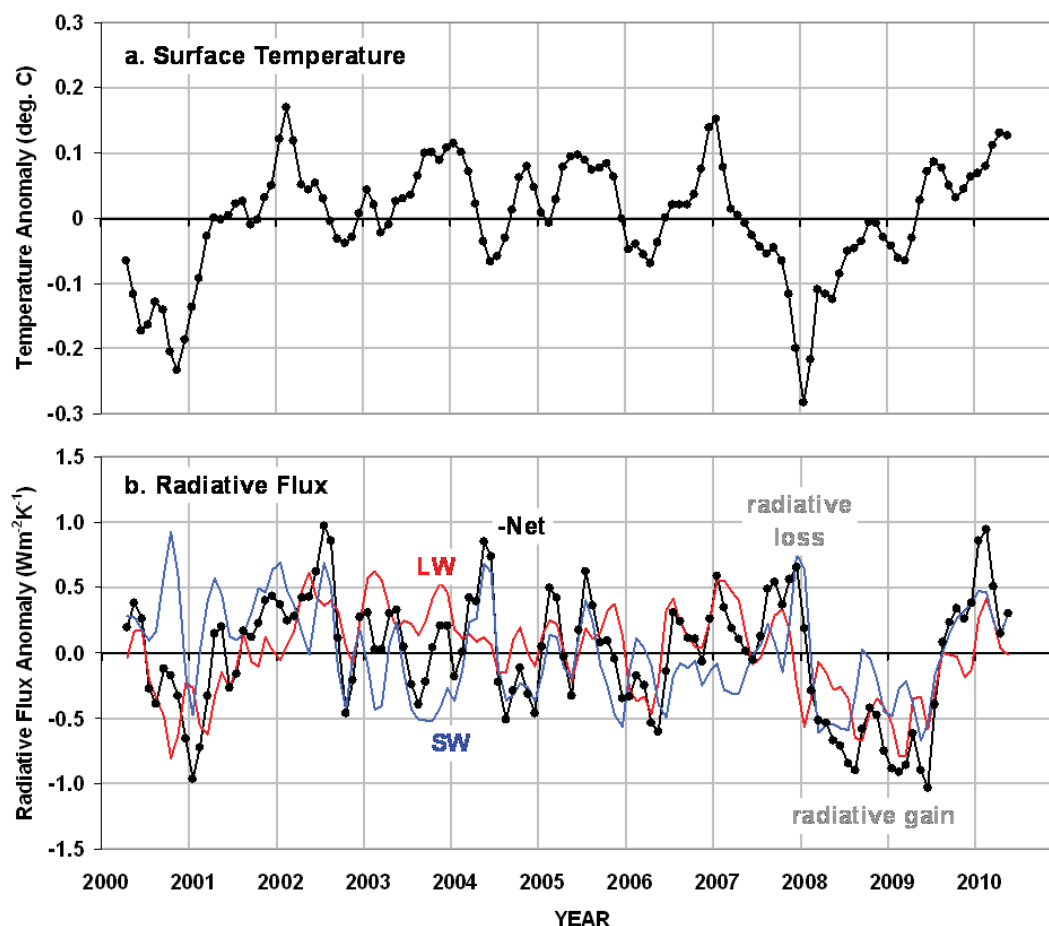 a. Surface Temperature
Temperature Anomaly (deg. C)
0.3
0.2
0.1
0
-0.1
-0.2
-0.3
b. Radiative Flux
Radiative Flux Anomaly (Wm-2K-1)
1.5
1.0
0.5
0.0
-0.5
-1.0
-1.5
-Net
LW
SW
radiative
loss
radiative gain
2000 2001 2002 2003 2004 2005 2006 2007 2008 2009 2010
YEAR